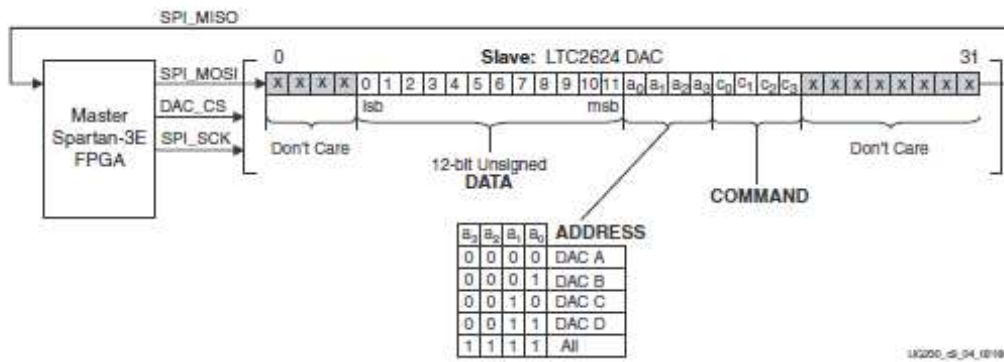 SPI_MISO
0 Slave: LTC2624 DAC 31
SPI_MOSI
X X X X 0 1 2 3 4 5 6 7 8 9 10 11 a0 a1 a2 a3 c0 c1 c2 c3 X X X X X X X X
lsb msb
DAC_CS
SPI_SCK
Master
Spartan-3E
FPGA
Don't Care
12-bit Unsigned
DATA
COMMAND
Don't Care
a3 a2 a1 a0 ADDRESS
0 0 0 0 DAC A
0 0 0 1 DAC B
0 0 1 0 DAC C
0 0 1 1 DAC D
1 1 1 1 All